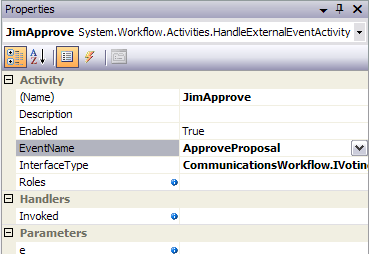 Properties
JimApprove System.Workflow.Activities.HandleExternalEventActivity
Activity
(Name) JimApprove
Description
Enabled True
EventName ApproveProposal
InterfaceType CommunicationsWorkflow.IVotin
Roles
Handlers
Invoked
Parameters
e